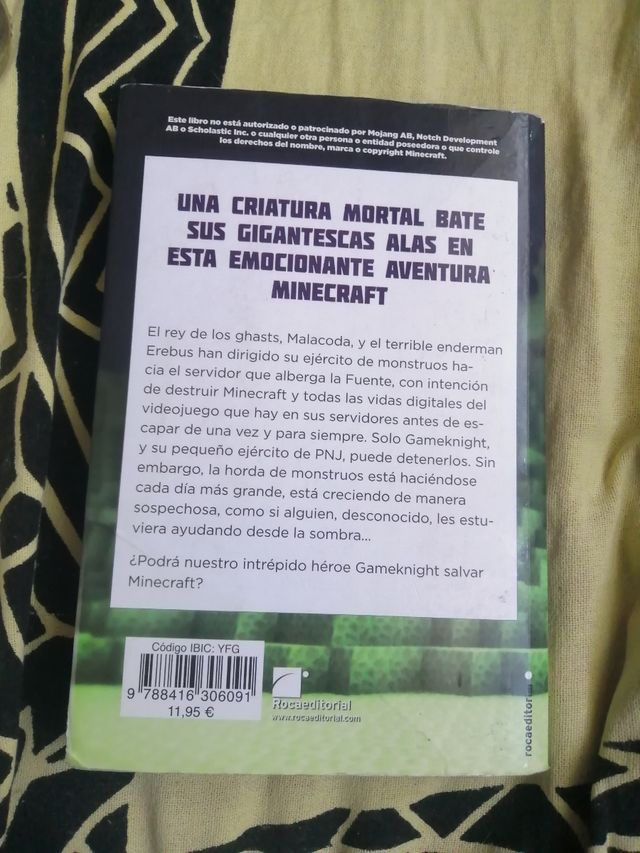 Este libro no está autorizado o patrocinado por Mojang AB, Notch Development
AB o Scholastic Inc. o cualquier otra persona o entidad poseedora o que controle
los derechos del nombre, marca o copyright Minecraft.
UNA CRIATURA MORTAL BATE
SUS GIGANTESCAS ALAS EN
ESTA EMOCIONANTE AVENTURA
MINECRAFT
El rey de los ghasts, Malacoda, y el terrible enderman
Erebus han dirigido su ejército de monstruos ha-
cia el servidor que alberga la Fuente, con intención
de destruir Minecraft y todas las vidas digitales del
videojuego que hay en sus servidores antes de es-
capar de una vez y para siempre. Solo Gameknight,
y su pequeño ejército de PNJ, puede detenerlos. Sin
embargo, la horda de monstruos está haciéndose
cada día más grande, está creciendo de manera
sospechosa, como si alguien, desconocido, les estu-
viera ayudando desde la sombra...
¿Podrá nuestro intrépido héroe Gameknight salvar
Minecraft?
Código IBIC: YFG
9 788416 306091
11,95 €
Rocaeditorial
www.rocaeditorial.com
rocaeditorial